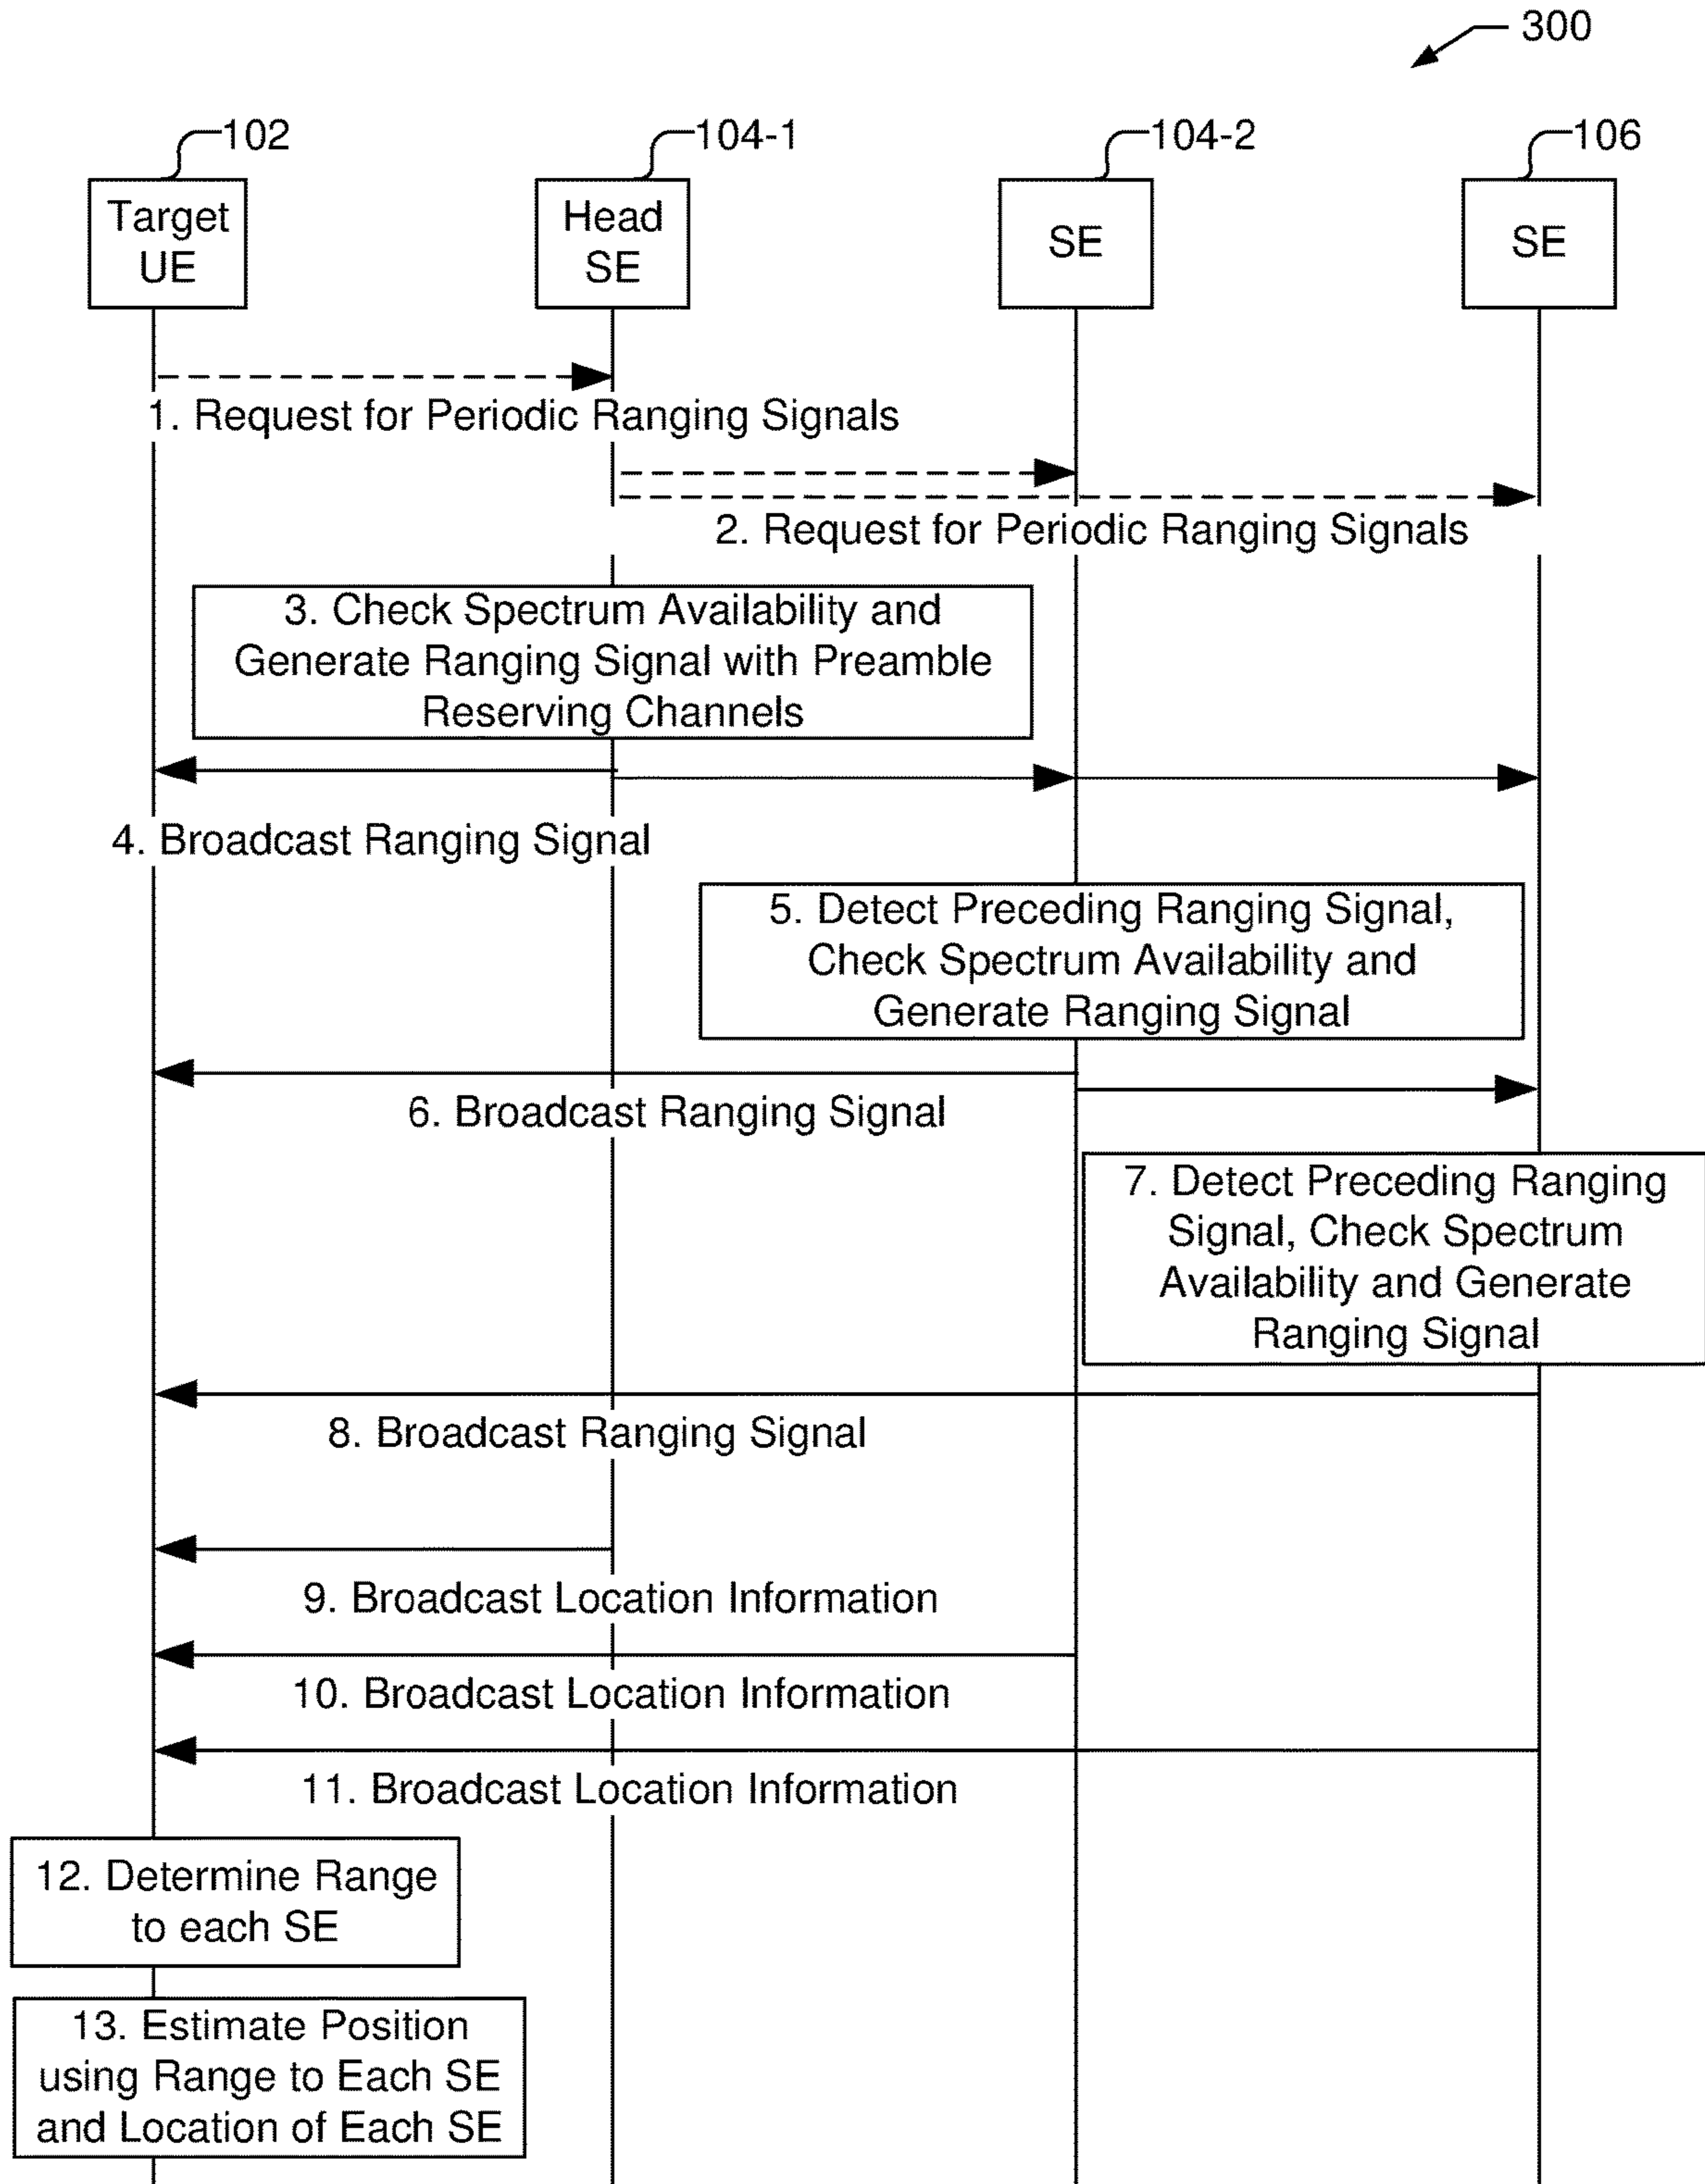 300
102
104-1
104-2
106
Target
UE
Head
SE
SE
SE
1. Request for Periodic Ranging Signals
2. Request for Periodic Ranging Signals
3. Check Spectrum Availability and
Generate Ranging Signal with Preamble
Reserving Channels
4. Broadcast Ranging Signal
5. Detect Preceding Ranging Signal,
Check Spectrum Availability and
Generate Ranging Signal
6. Broadcast Ranging Signal
7. Detect Preceding Ranging
Signal, Check Spectrum
Availability and Generate
Ranging Signal
8. Broadcast Ranging Signal
9. Broadcast Location Information
10. Broadcast Location Information
11. Broadcast Location Information
12. Determine Range
to each SE
13. Estimate Position
using Range to Each SE
and Location of Each SE